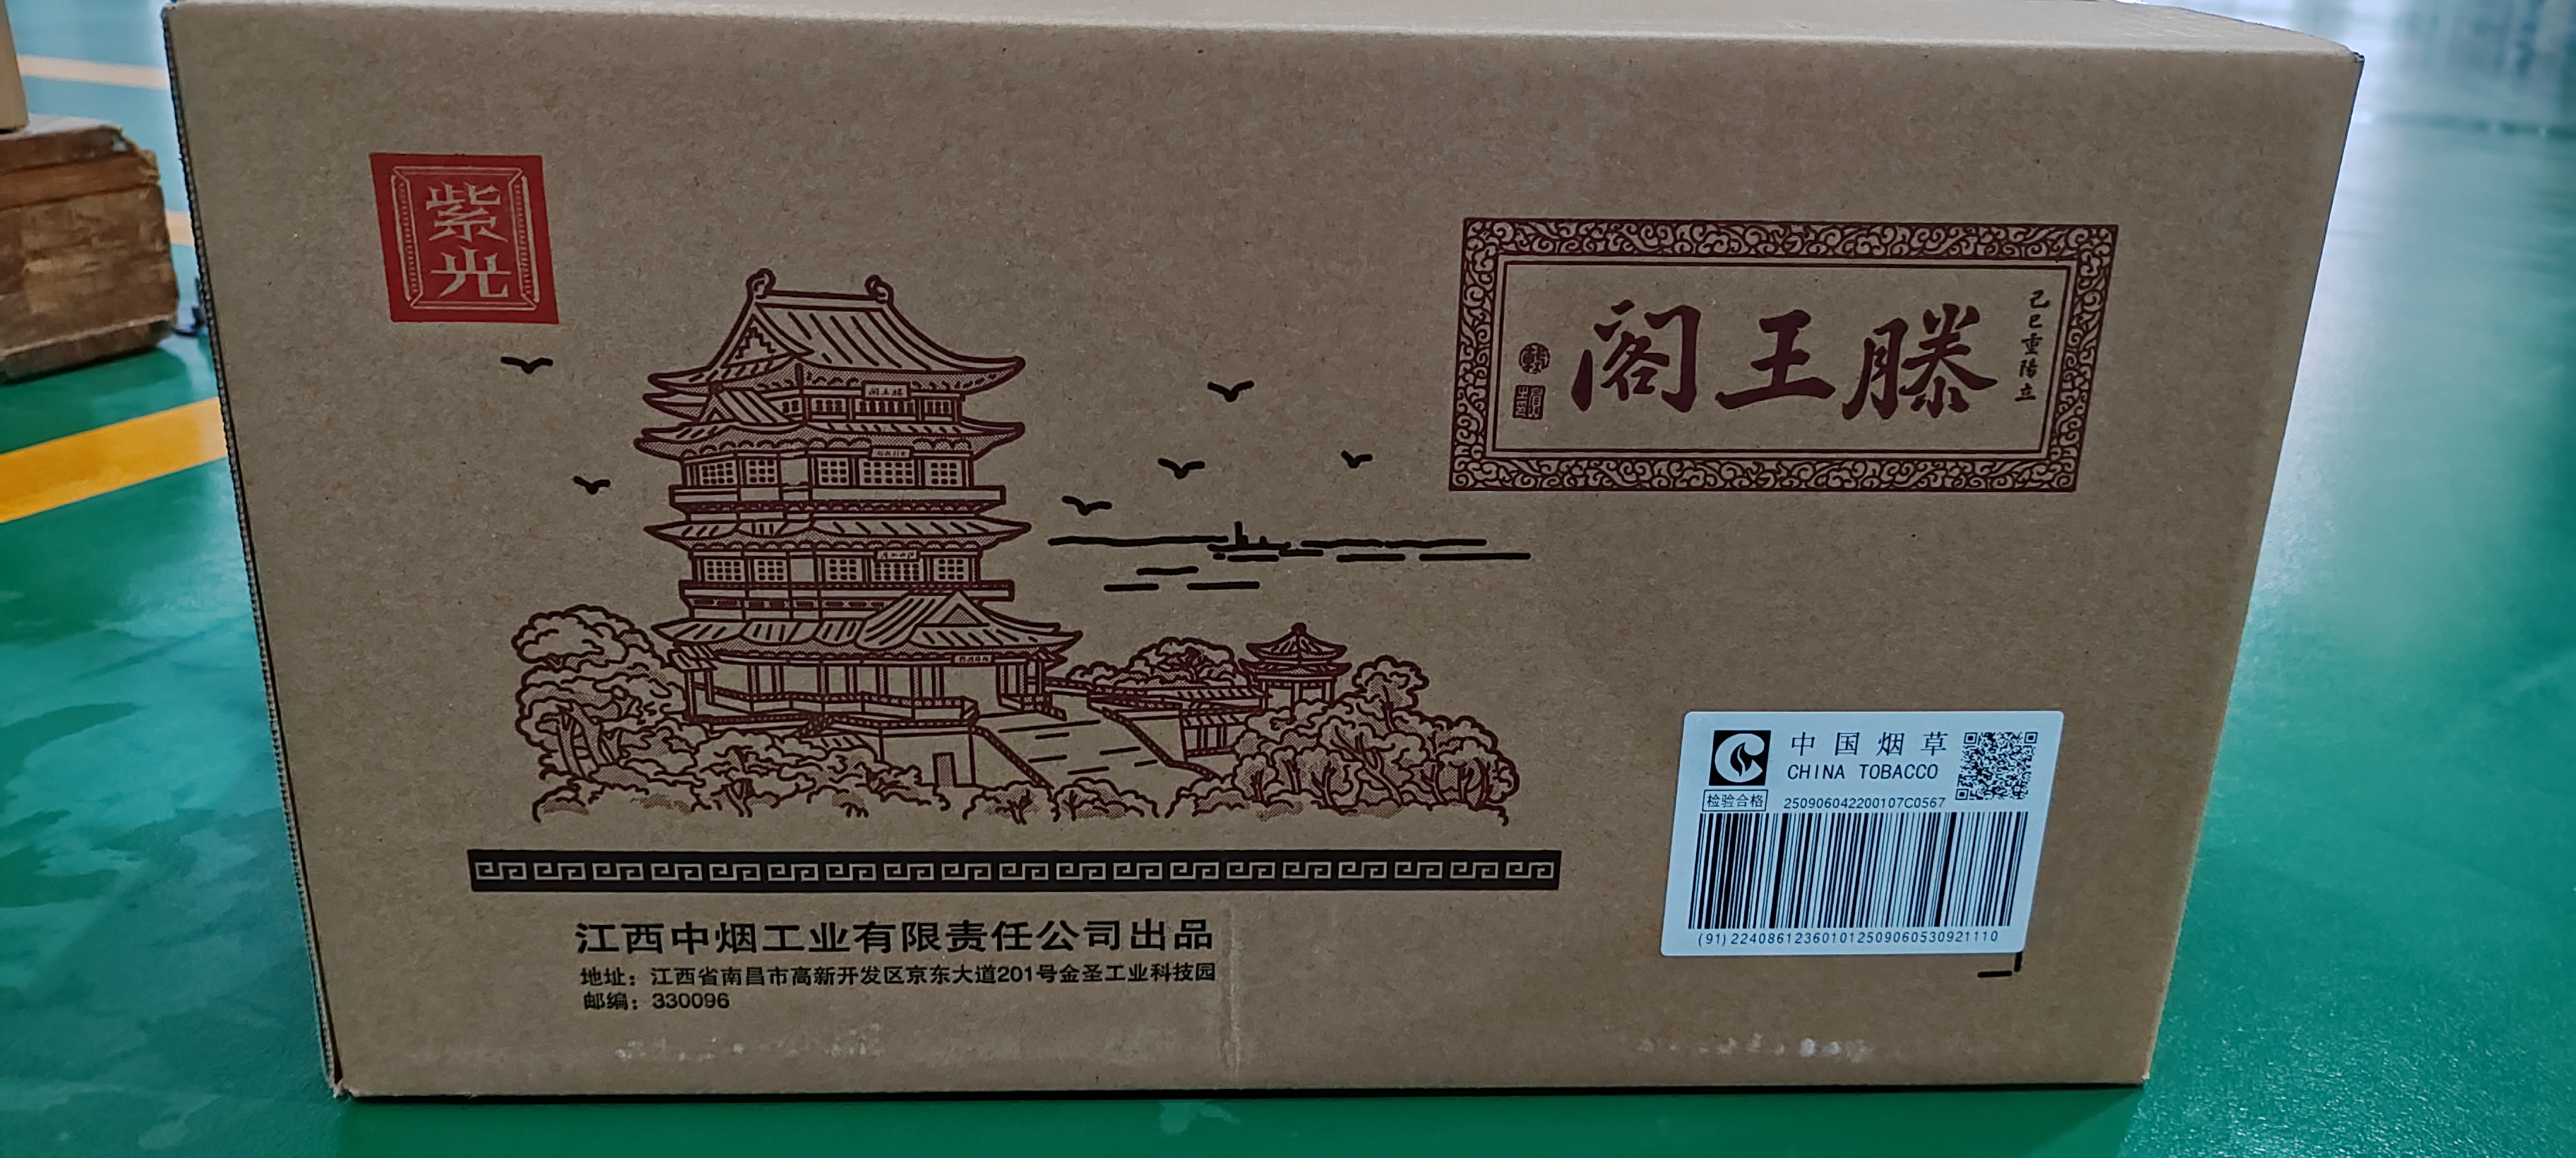 紫光
己巳重陽立
滕王阁
中国烟草
CHINA TOBACCO
检验合格
250906042200107C0567
(91)224086123601012509060530921110
江西中烟工业有限责任公司出品
地址：江西省南昌市高新开发区京东大道201号金圣工业科技园
邮编：330096